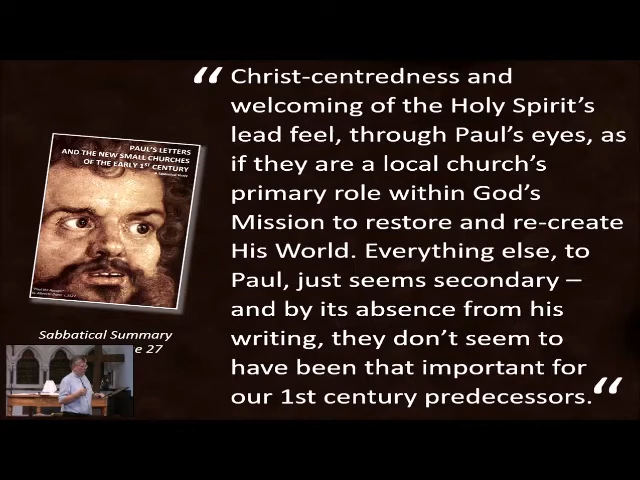 “ Christ-centredness and
welcoming of the Holy Spirit’s
lead feel, through Paul’s eyes, as
if they are a local church’s
primary role within God’s
Mission to restore and re-create
His World. Everything else, to
Paul, just seems secondary –
and by its absence from his
writing, they don’t seem to
have been that important for
our 1st century predecessors.“
PAUL'S LETTERS
AND THE NEW SMALL CHURCHES
OF THE EARLY 1ST CENTURY
Sabbatical Summary
e 27